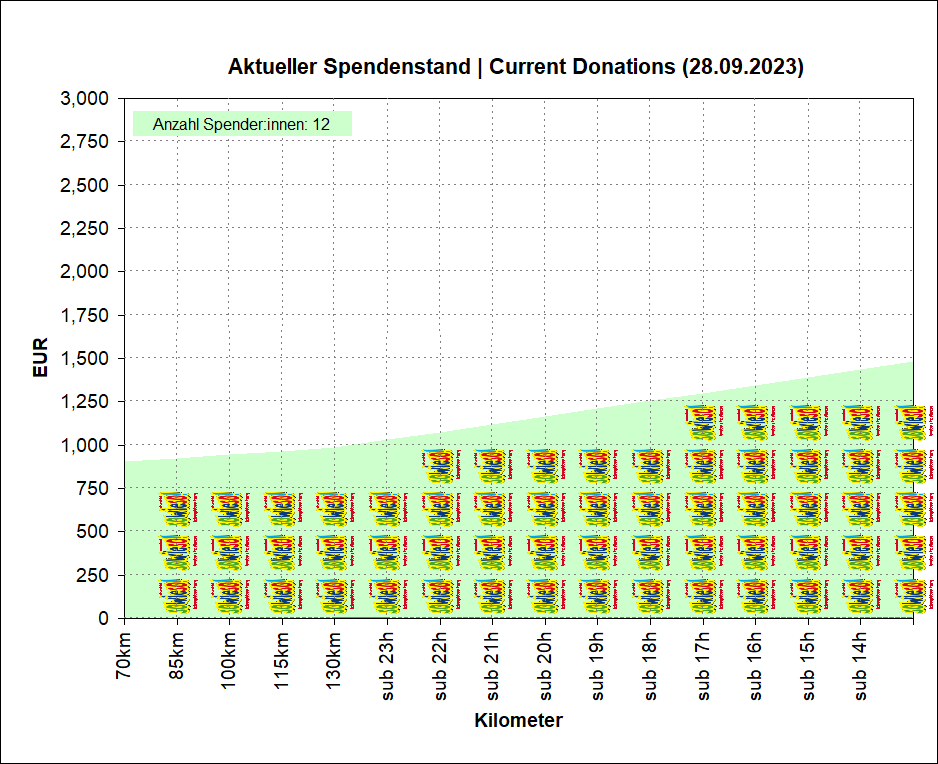 Aktueller Spendenstand | Current Donations (28.09.2023)
Anzahl Spender:innen: 12
3,000
2,750
2,500
2,250
2,000
1,750
1,500
1,250
1,000
750
500
250
0
EUR
70km
85km
100km
115km
130km
sub 23h
sub 22h
sub 21h
sub 20h
sub 19h
sub 18h
sub 17h
sub 16h
sub 15h
sub 14h
Kilometer